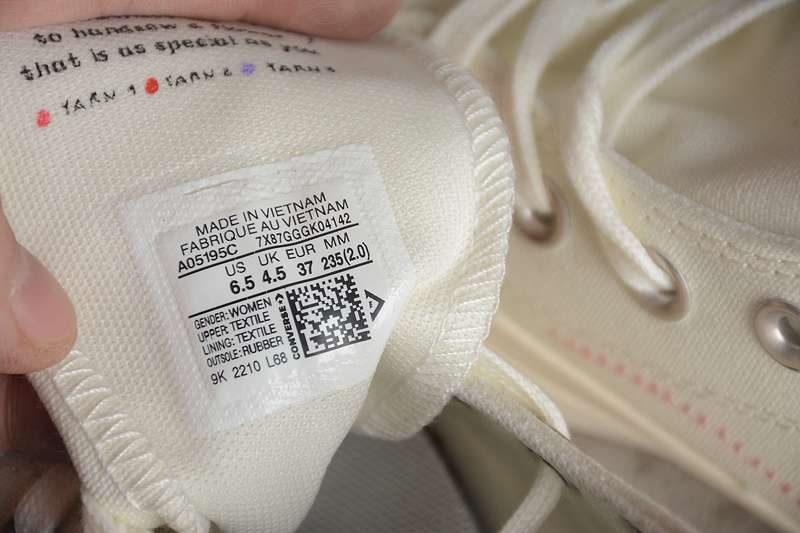 to handsew a
that is as special as you
YARN 1 YARN 2 YARN 3
MADE IN VIETNAM
FABRIQUE AU VIETNAM
A05195C 7X87GGGK04142
US UK EUR MM
6.5 4.5 37 235(2.0)
GENDER: WOMEN
UPPER: TEXTILE
LINING: TEXTILE
OUTSOLE: RUBBER
9K 2210 L68
CONVERSE